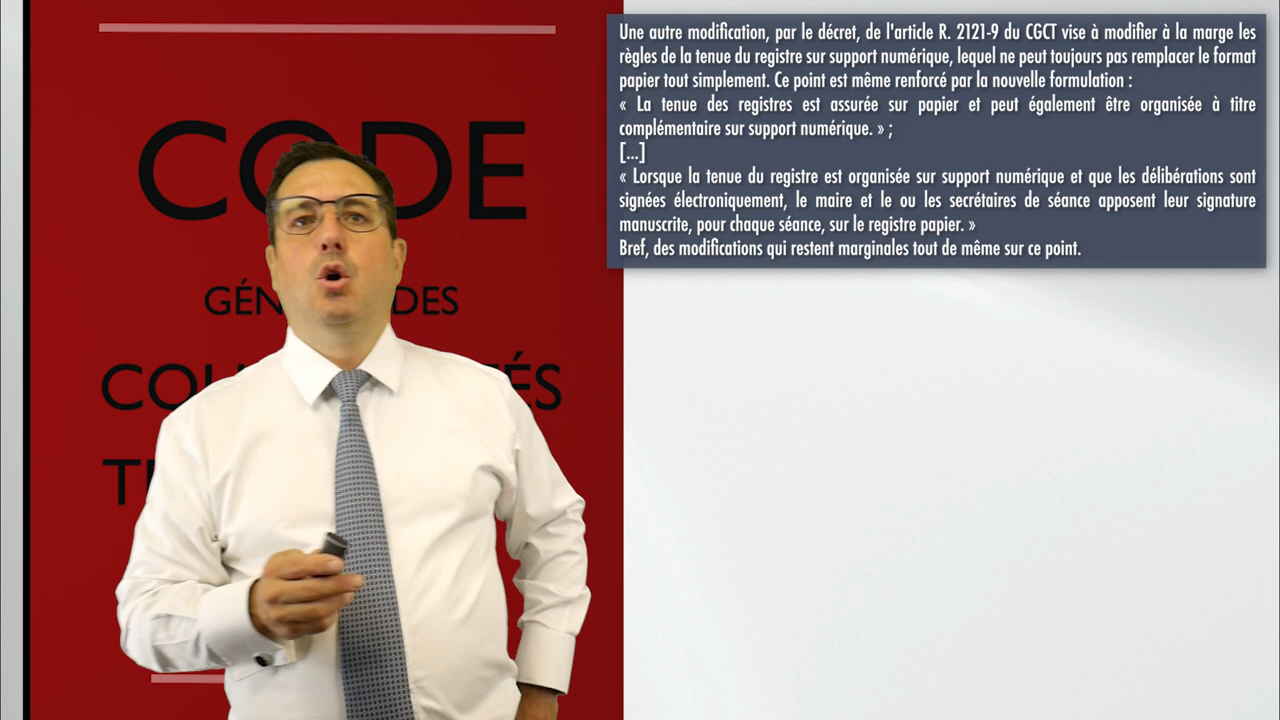 CODE
GÉN DES
COL ÉS
T
Une autre modification, par le décret, de l'article R. 2121-9 du CGCT vise à modifier à la marge les
règles de la tenue du registre sur support numérique, lequel ne peut toujours pas remplacer le format
papier tout simplement. Ce point est même renforcé par la nouvelle formulation :
« La tenue des registres est assurée sur papier et peut également être organisée à titre
complémentaire sur support numérique. » ;
[...]
« Lorsque la tenue du registre est organisée sur support numérique et que les délibérations sont
signées électroniquement, le maire et le ou les secrétaires de séance apposent leur signature
manuscrite, pour chaque séance, sur le registre papier. »
Bref, des modifications qui restent marginales tout de même sur ce point.